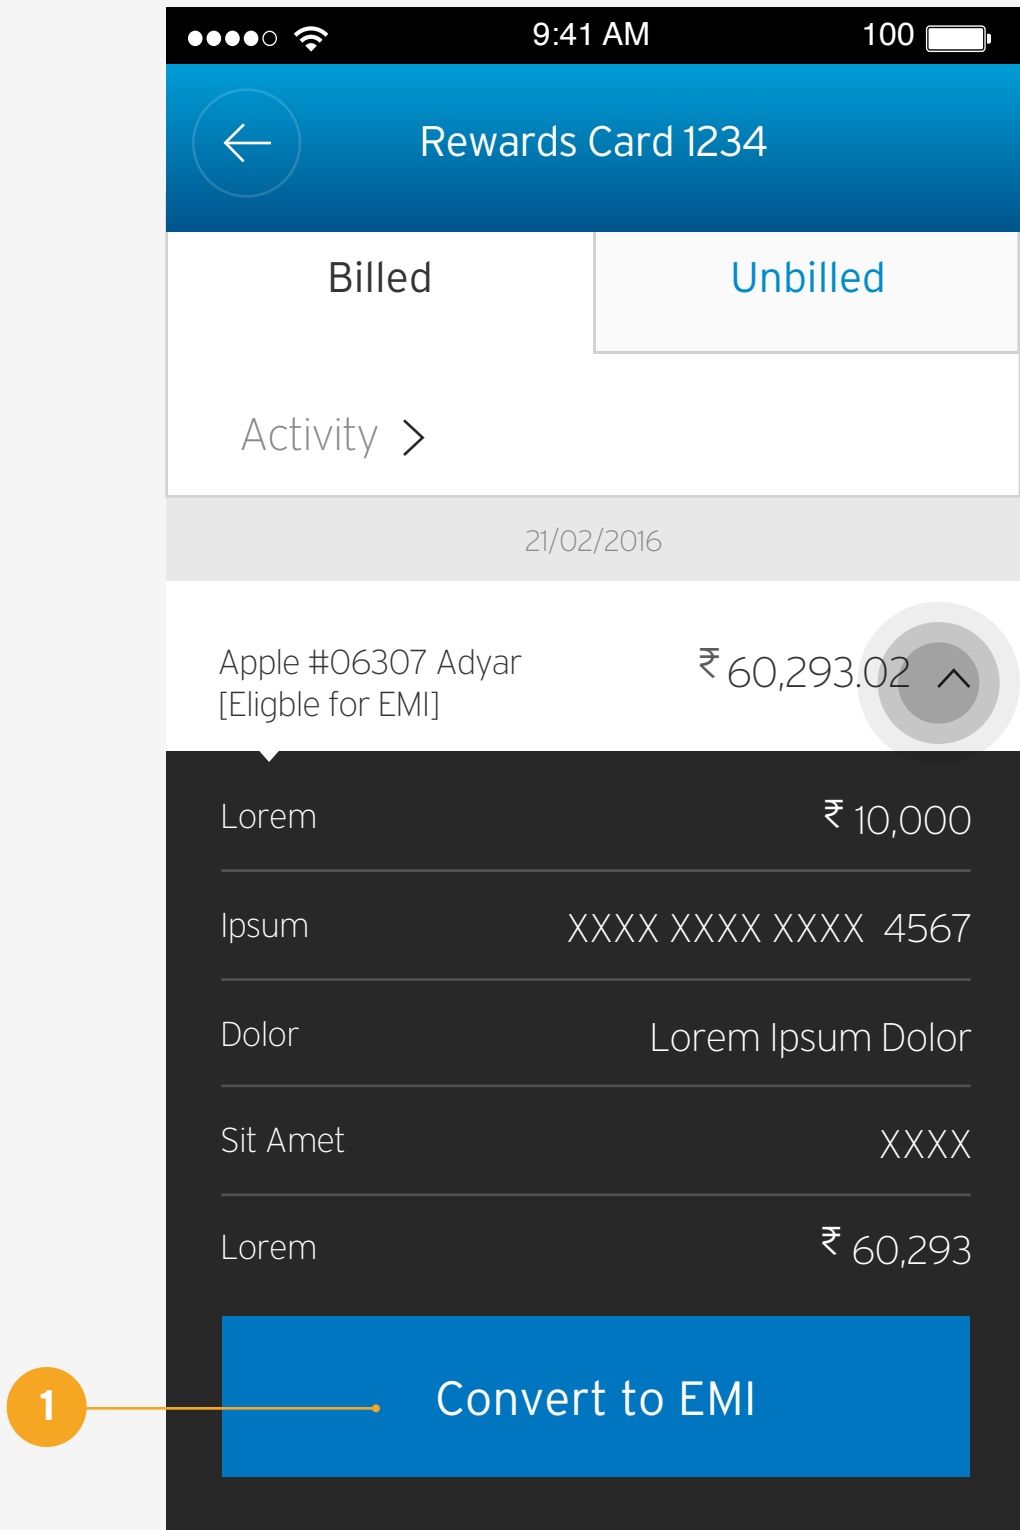 9:41 AM 100
Rewards Card 1234
Billed Unbilled
Activity
21/02/2016
Apple #06307 Adyar ₹ 60,293.02
[Eligble for EMI]
Lorem ₹ 10,000
Ipsum XXXX XXXX XXXX 4567
Dolor Lorem Ipsum Dolor
Sit Amet XXXX
Lorem ₹ 60,293
1 Convert to EMI